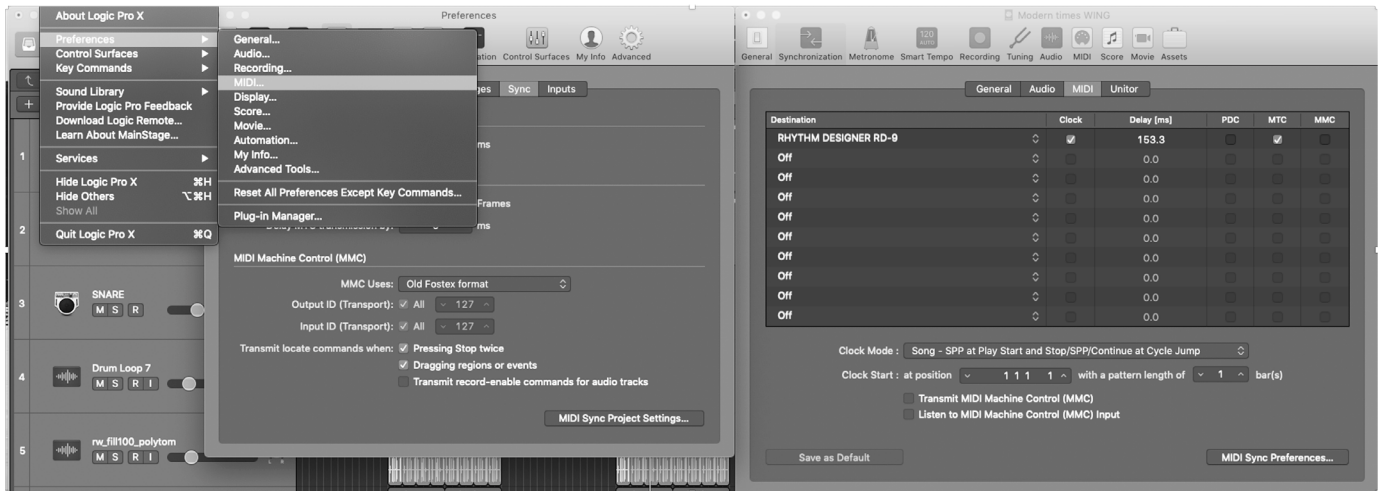 About Logic Pro X
Preferences
Control Surfaces
Key Commands
Sound Library
Provide Logic Pro Feedback
Download Logic Remote...
Learn About MainStage...
Services
Hide Logic Pro X ⌘H
Hide Others ⌥⌘H
Show All
Quit Logic Pro X ⌘Q
General...
Audio...
Recording...
MIDI...
Display...
Score...
Movie...
Automation...
My Info...
Advanced Tools...
Reset All Preferences Except Key Commands...
Plug-in Manager...
1
2
3
SNARE
M S R
4
Drum Loop 7
M S R I
5
rw_fill100_polytom
M S R I
Preferences
Control Surfaces My Info Advanced
Sync Inputs
ms
Frames
ms
MIDI Machine Control (MMC)
MMC Uses: Old Fostex format
Output ID (Transport): All 127
Input ID (Transport): All 127
Transmit locate commands when: Pressing Stop twice
Dragging regions or events
Transmit record-enable commands for audio tracks
MIDI Sync Project Settings...
Modern times WING
120
AUTO
General Synchronization Metronome Smart Tempo Recording Tuning Audio MIDI Score Movie Assets
General Audio MIDI Unitor
Destination Clock Delay [ms] PDC MTC MMC
RHYTHM DESIGNER RD-9 153.3
Off 0.0
Off 0.0
Off 0.0
Off 0.0
Off 0.0
Off 0.0
Off 0.0
Off 0.0
Off 0.0
Clock Mode : Song - SPP at Play Start and Stop/SPP/Continue at Cycle Jump
Clock Start : at position 1 1 1 1 with a pattern length of 1 bar(s)
Transmit MIDI Machine Control (MMC)
Listen to MIDI Machine Control (MMC) Input
Save as Default
MIDI Sync Preferences...